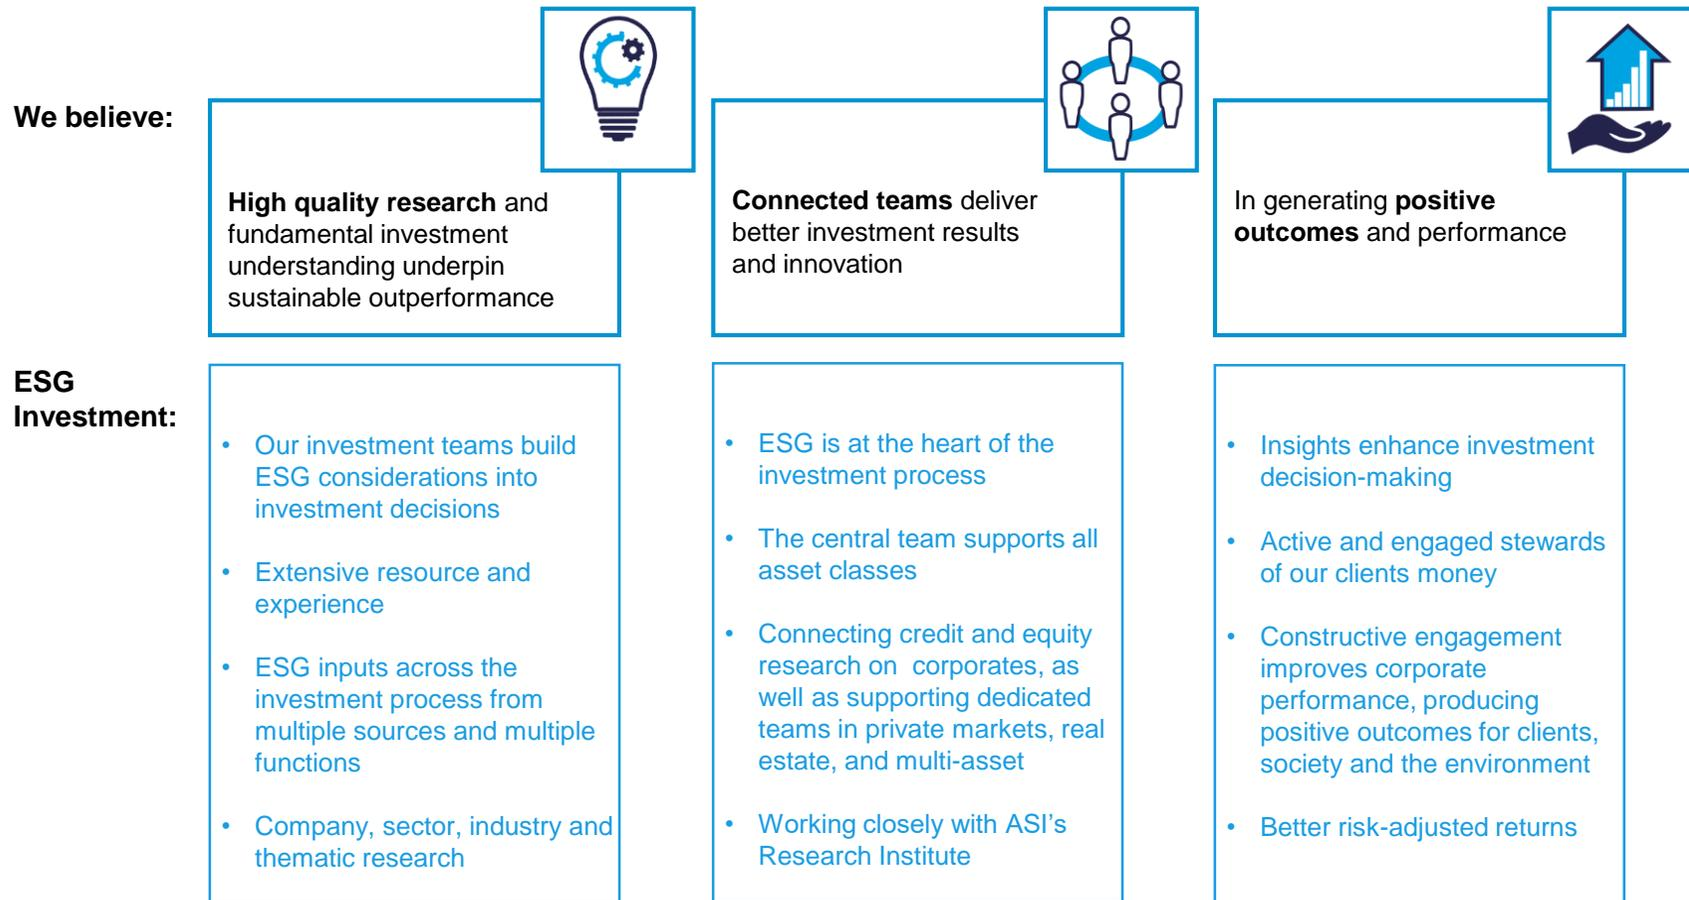 We believe:
High quality research and
fundamental investment
understanding underpin
sustainable outperformance
Connected teams deliver
better investment results
and innovation
In generating positive
outcomes and performance
ESG
Investment:
• Our investment teams build
ESG considerations into
investment decisions
• Extensive resource and
experience
• ESG inputs across the
investment process from
multiple sources and multiple
functions
• Company, sector, industry and
thematic research
• ESG is at the heart of the
investment process
• The central team supports all
asset classes
• Connecting credit and equity
research on  corporates, as
well as supporting dedicated
teams in private markets, real
estate, and multi-asset
• Working closely with ASI’s
Research Institute
• Insights enhance investment
decision-making
• Active and engaged stewards
of our clients money
• Constructive engagement
improves corporate
performance, producing
positive outcomes for clients,
society and the environment
• Better risk-adjusted returns